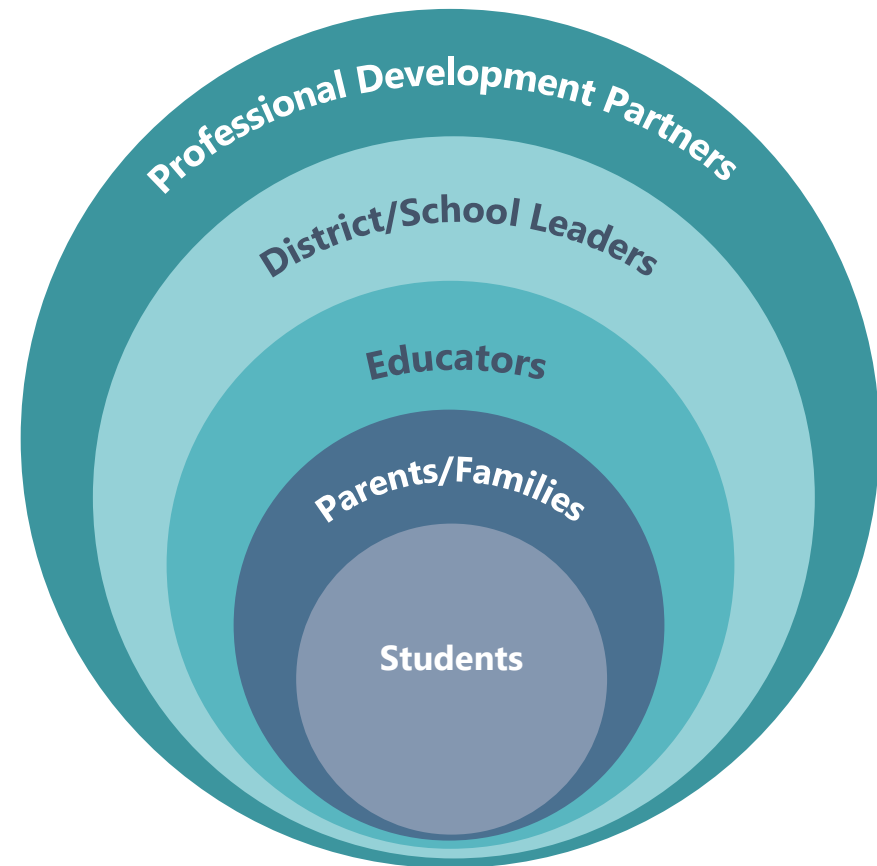 Professional Development Partners
District/School Leaders
Educators
Parents/Families
Students